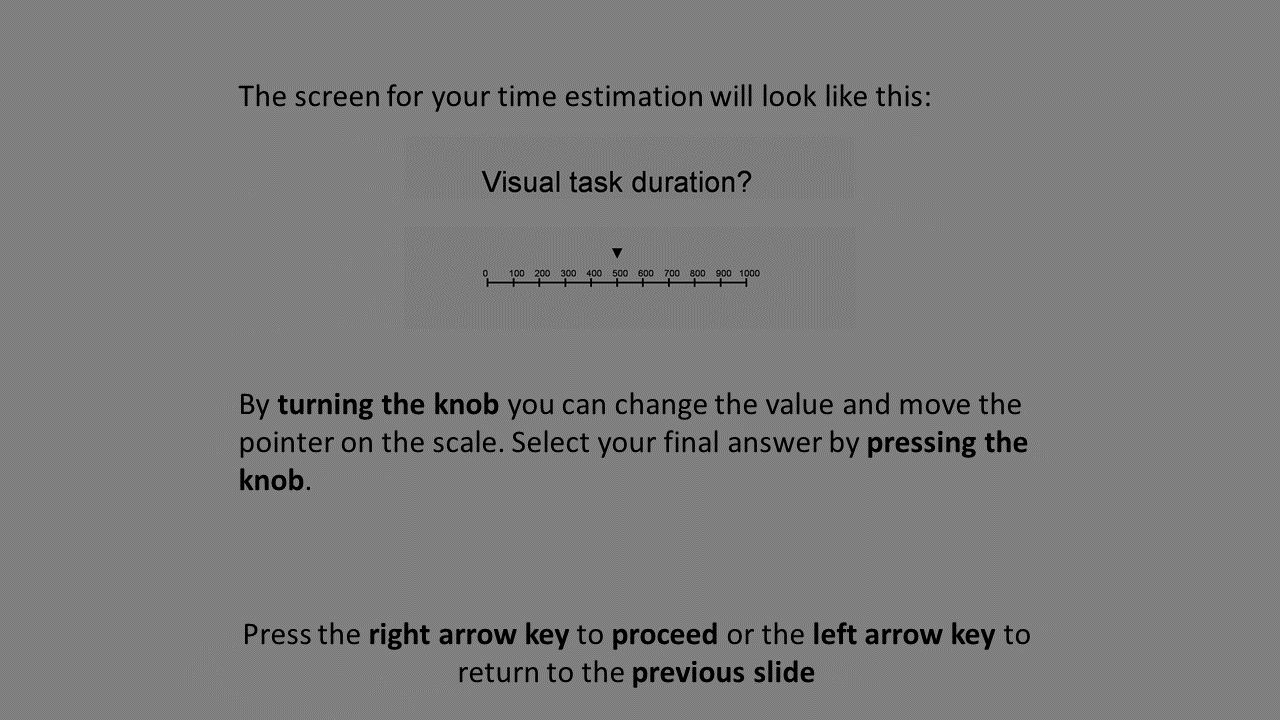 The screen for your time estimation will look like this:
Visual task duration?
0 100 200 300 400 500 600 700 800 900 1000
By turning the knob you can change the value and move the
pointer on the scale. Select your final answer by pressing the
knob.
Press the right arrow key to proceed or the left arrow key to
return to the previous slide